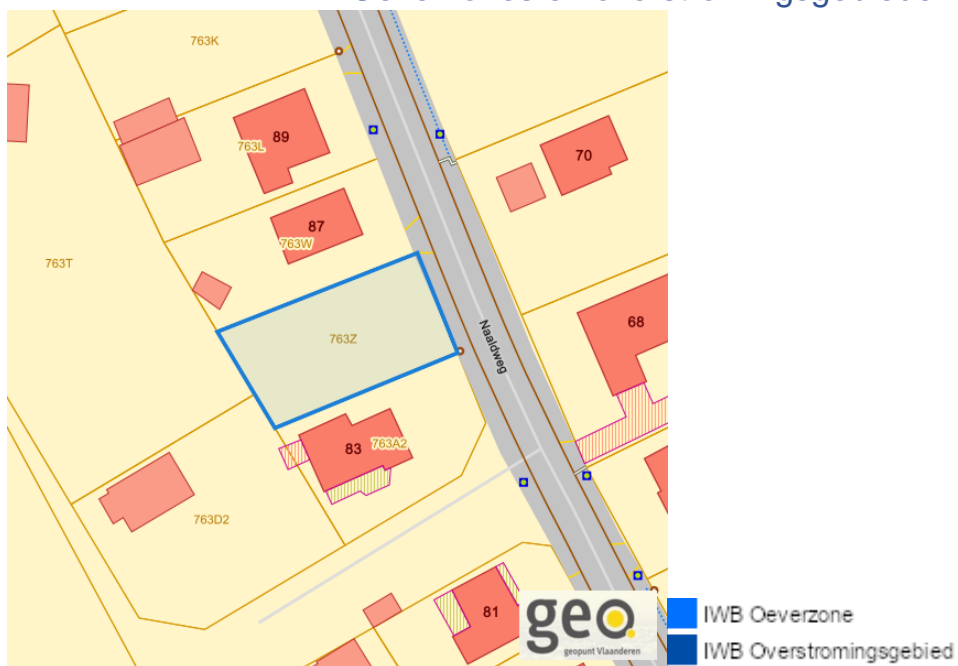 763K
89
763L
70
87
763W
763T
68
763Z
Naaldweg
83
763A2
763D2
81
geo
geopunt Vlaanderen
IWB Oeverzone
IWB Overstromingsgebied